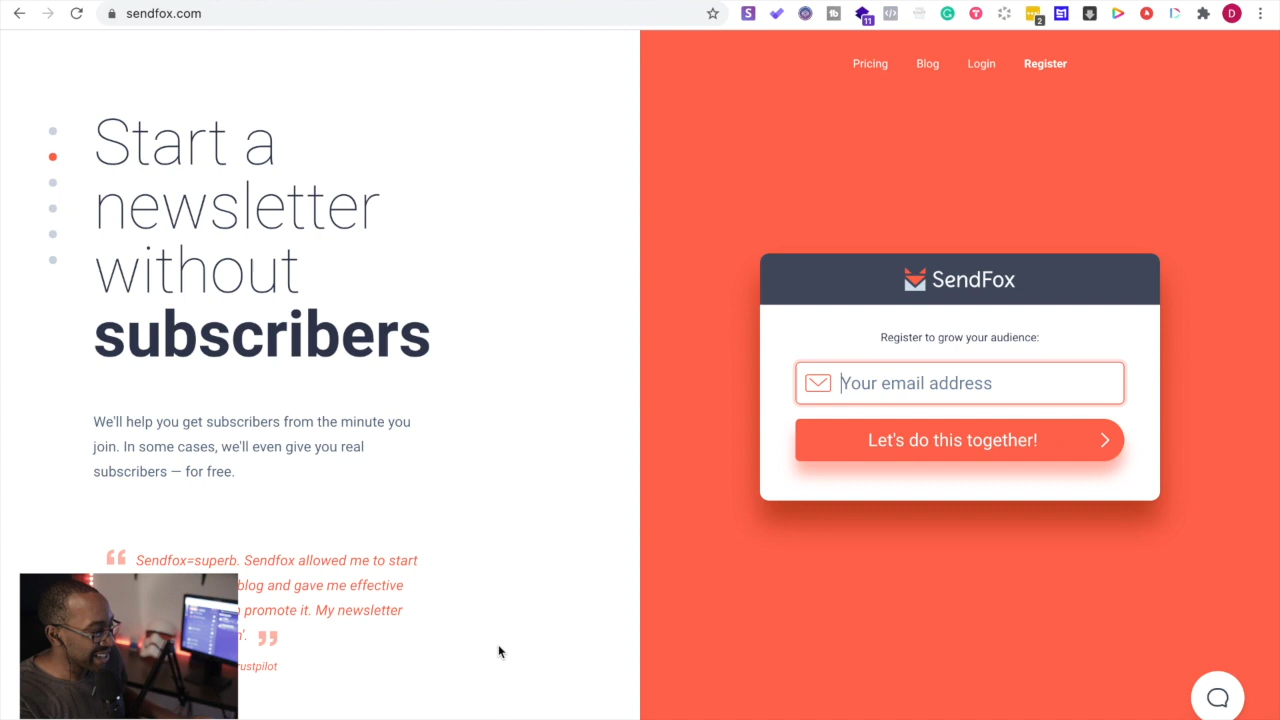 sendfox.com
11
2
D
Pricing Blog Login Register
Start a
newsletter
without
subscribers
We'll help you get subscribers from the minute you
join. In some cases, we'll even give you real
subscribers — for free.
SendFox
Register to grow your audience:
Your email address
Let's do this together!
“ Sendfox=superb. Sendfox allowed me to start
blog and gave me effective
promote it. My newsletter
'. ”